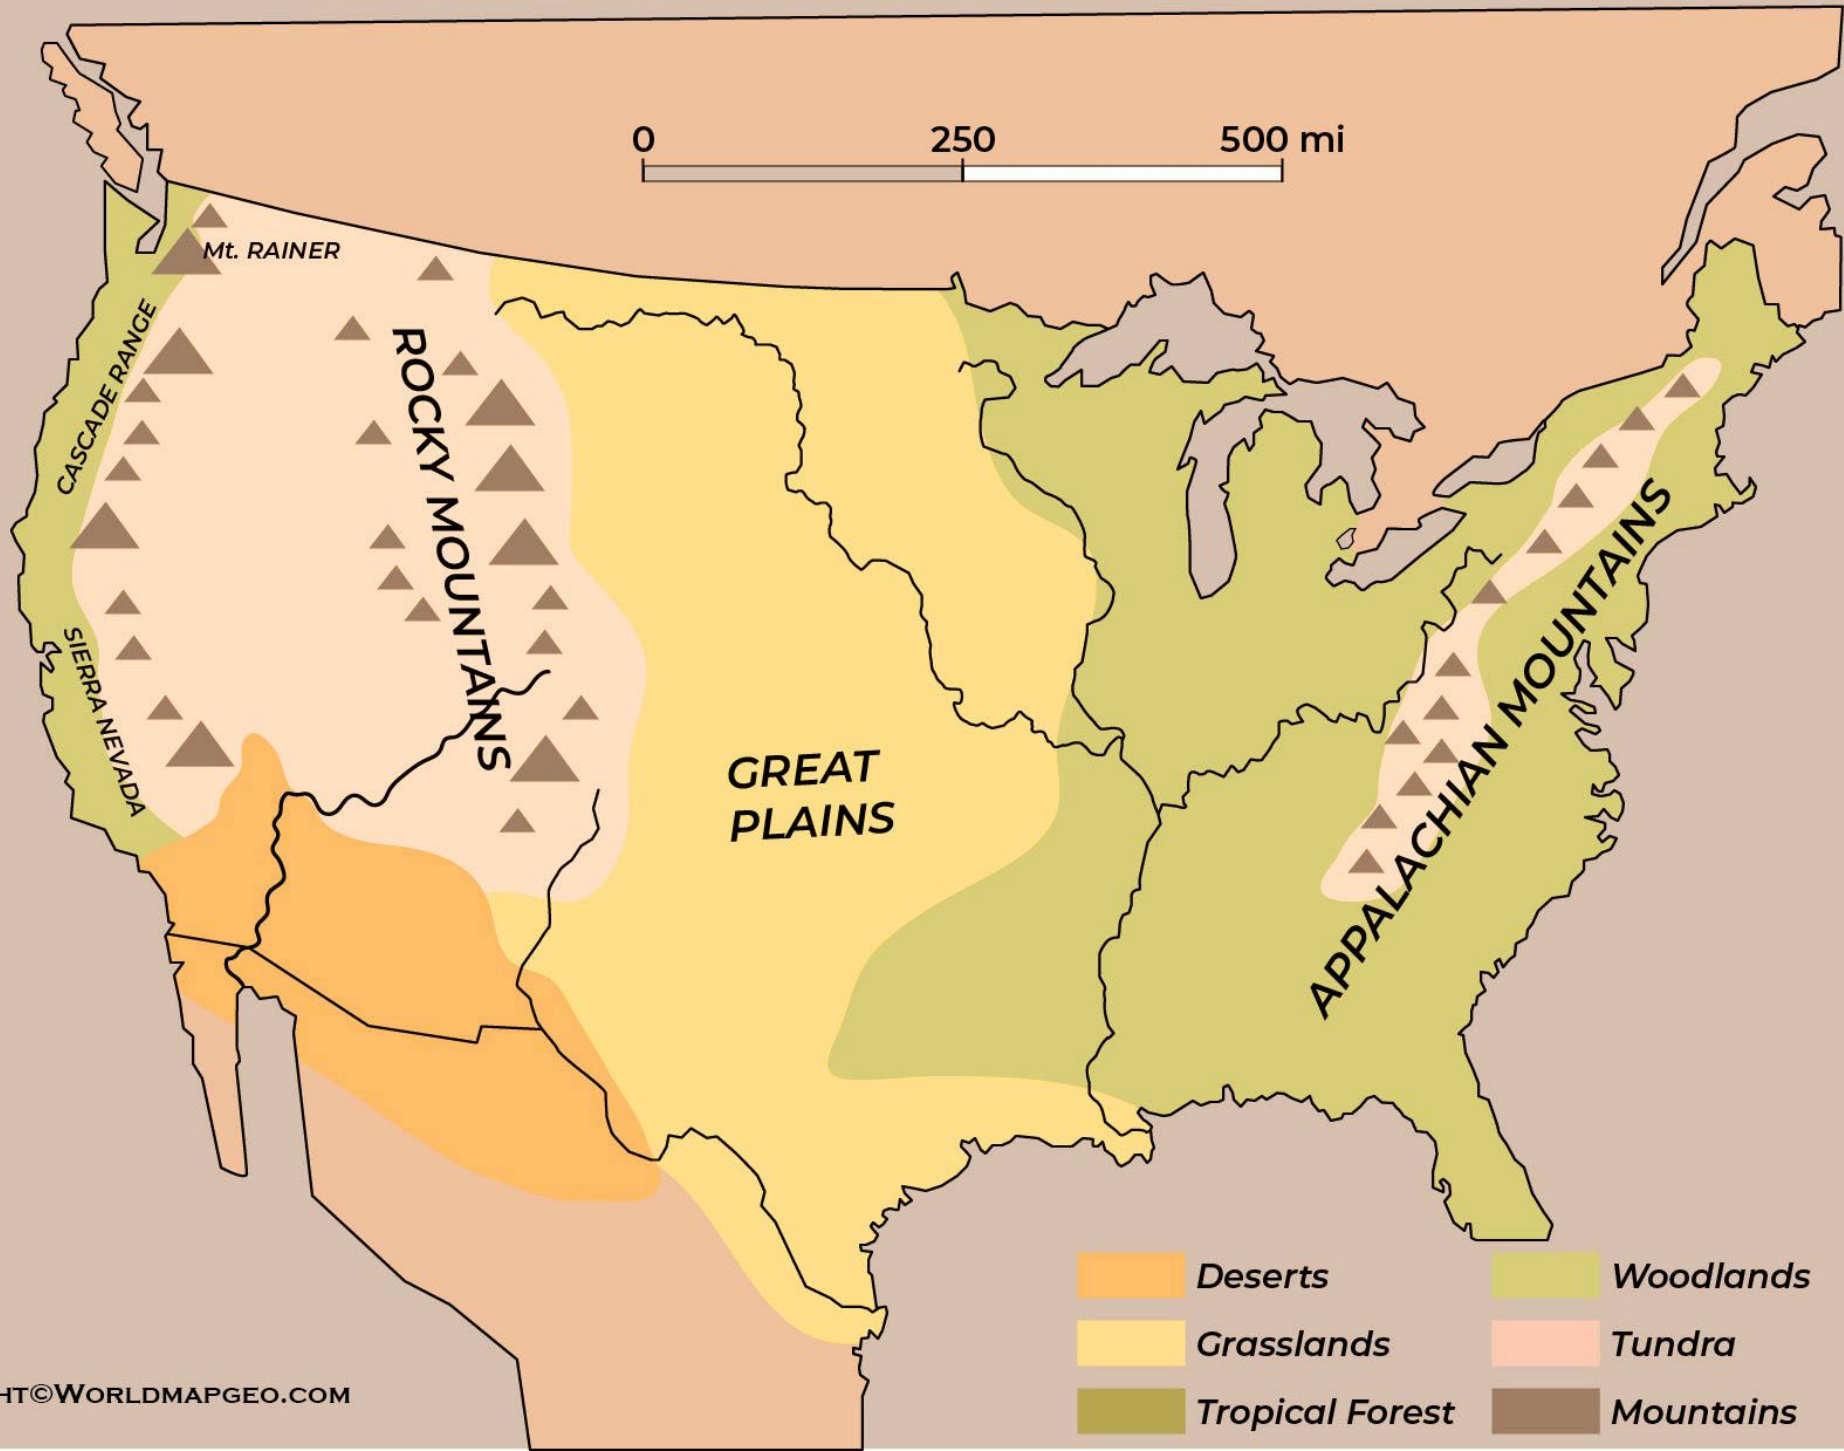 0 250 500 mi
Mt. RAINER
CASCADE RANGE
ROCKY MOUNTAINS
SIERRA NEVADA
GREAT
PLAINS
APPALACHIAN MOUNTAINS
Deserts
Woodlands
Grasslands
Tundra
Tropical Forest
Mountains
HT©WORLDMAPGEO.COM